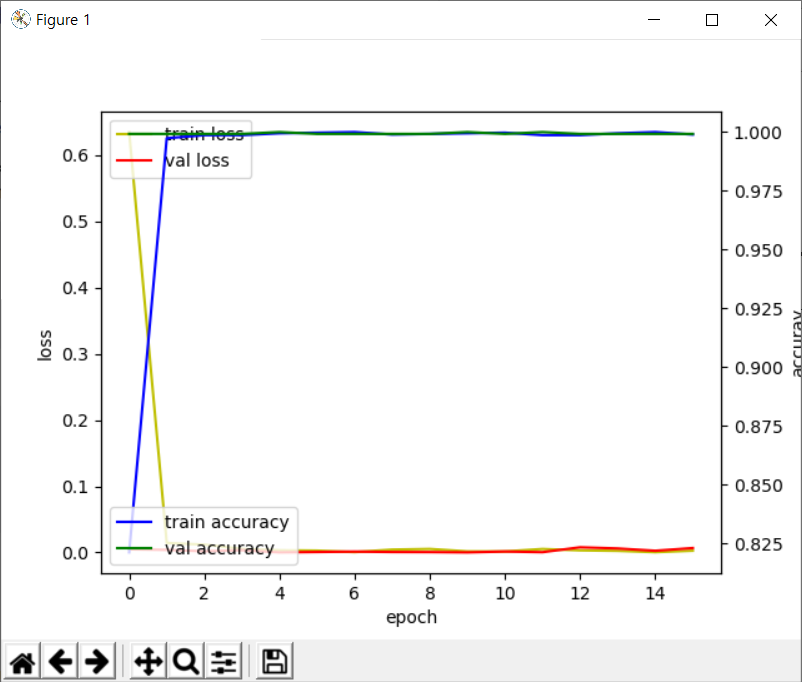 Figure 1
train loss
val loss
0.6
0.5
0.4
0.3
0.2
0.1
0.0
loss
1.000
0.975
0.950
0.925
0.900
0.875
0.850
0.825
accuray
train accuracy
val accuracy
0 2 4 6 8 10 12 14
epoch